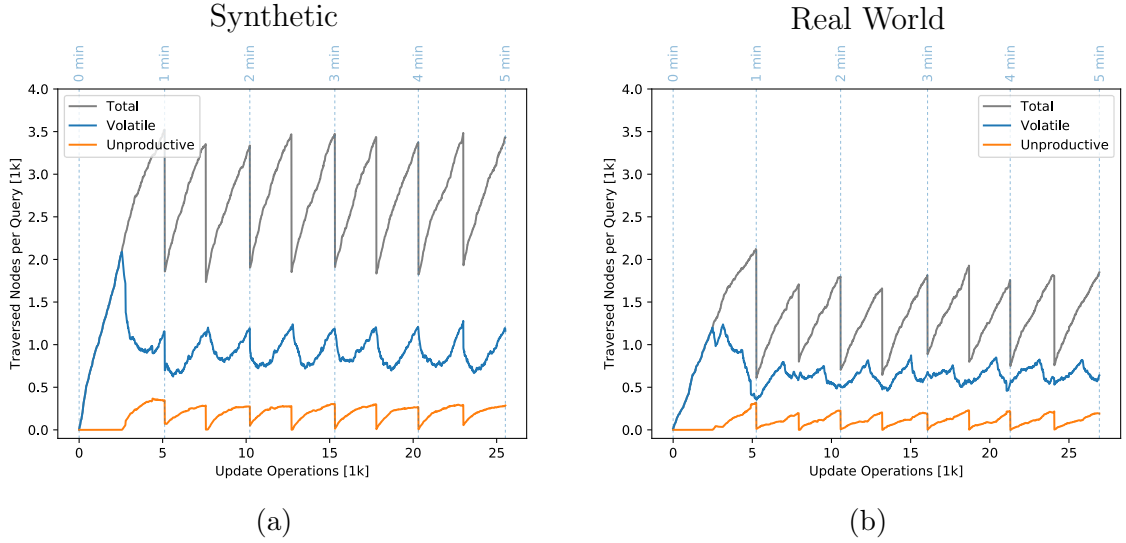 Synthetic
0 min 1 min 2 min 3 min 4 min 5 min
Traversed Nodes per Query [1k]
4.0
3.5
3.0
2.5
2.0
1.5
1.0
0.5
0.0
Total
Volatile
Unproductive
0 5 10 15 20 25
Update Operations [1k]
(a)
Real World
0 min 1 min 2 min 3 min 4 min 5 min
Traversed Nodes per Query [1k]
4.0
3.5
3.0
2.5
2.0
1.5
1.0
0.5
0.0
Total
Volatile
Unproductive
0 5 10 15 20 25
Update Operations [1k]
(b)